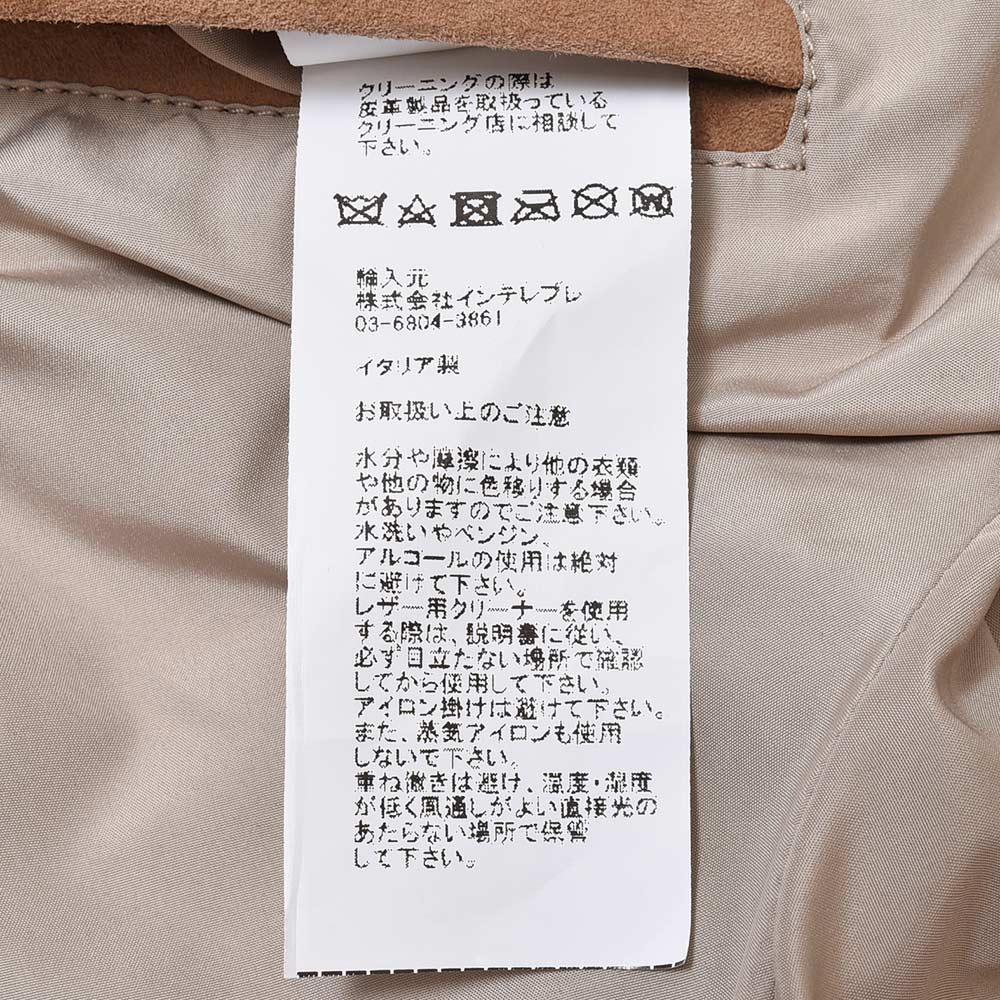 クリーニングの際は
皮革製品を取扱っている
クリーニング店に相談して
下さい。
輸入元
株式会社インテレプレ
03-6804-3861
イタリア製
お取扱い上のご注意
水分や摩擦により他の衣類
や他の物に色移りする場合
がありますのでご注意下さい。
水洗いやベンジン、
アルコールの使用は絶対
に避けて下さい。
レザー用クリーナーを使用
する際は、説明書に従い、
必ず目立たない場所で確認
してから使用して下さい。
アイロン掛けは避けて下さい。
また、蒸気アイロンも使用
しないで下さい。
重ね置きは避け、温度・湿度
が低く風通しがよい直接光の
あたらない場所で保管
して下さい。